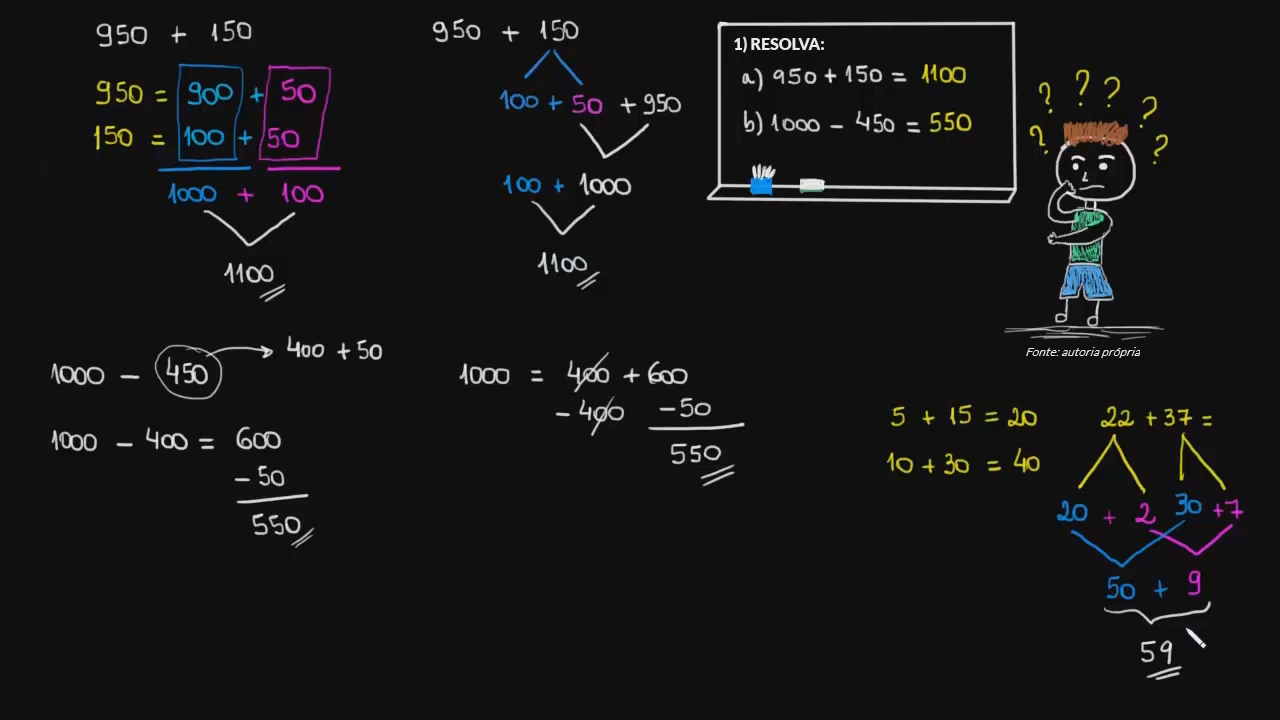 950 + 150
950 = 900 + 50
150 = 100 + 50
1000 + 100
1100
950 + 150
100 + 50 + 950
100 + 1000
1100
1) RESOLVA:
a) 950 + 150 = 1100
b) 1000 - 450 = 550
? ? ? ? ? ?
Fonte: autoria própria
1000 - 450 → 400 + 50
1000 - 400 = 600
- 50
550
1000 = 400 + 600
- 400 - 50
550
5 + 15 = 20
10 + 30 = 40
22 + 37 =
20 + 2 30 + 7
50 + 9
59